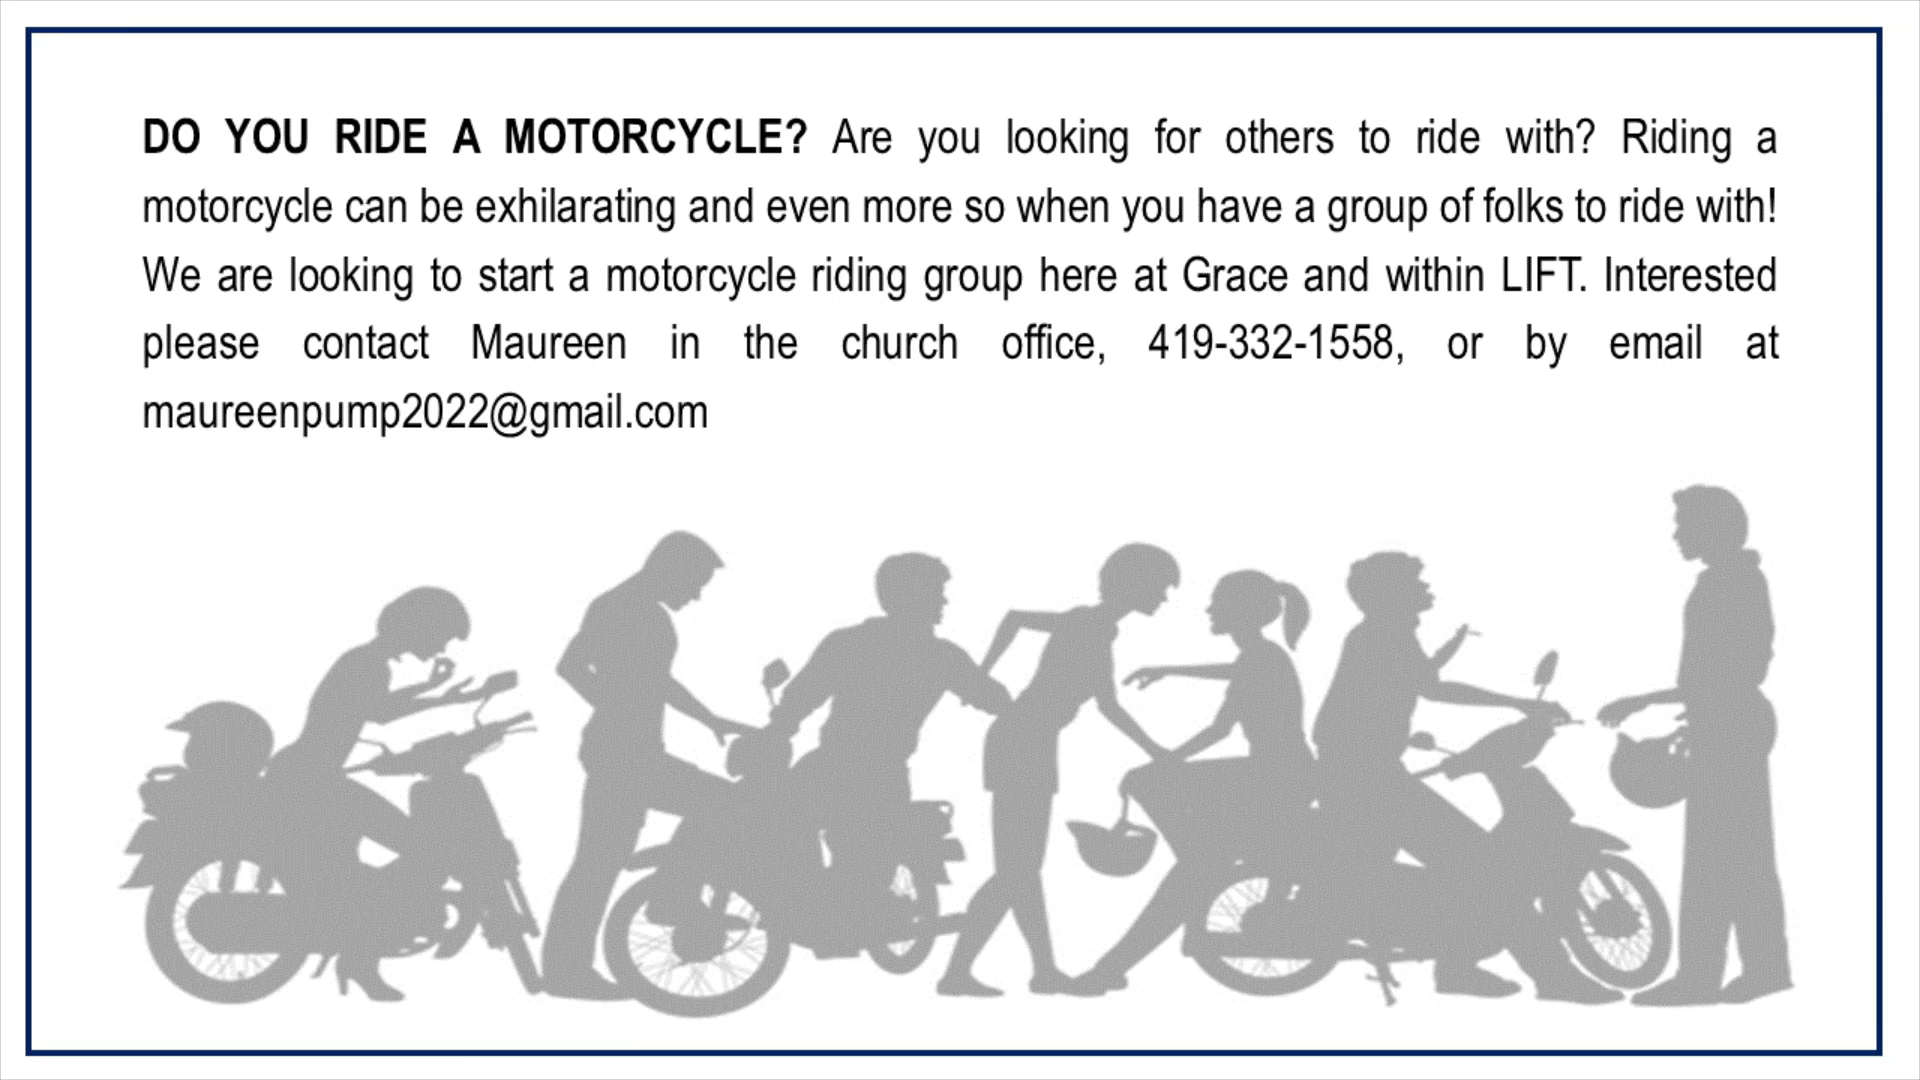 DO YOU RIDE A MOTORCYCLE? Are you looking for others to ride with? Riding a
motorcycle can be exhilarating and even more so when you have a group of folks to ride with!
We are looking to start a motorcycle riding group here at Grace and within LIFT. Interested
please contact Maureen in the church office, 419-332-1558, or by email at
maureenpump2022@gmail.com